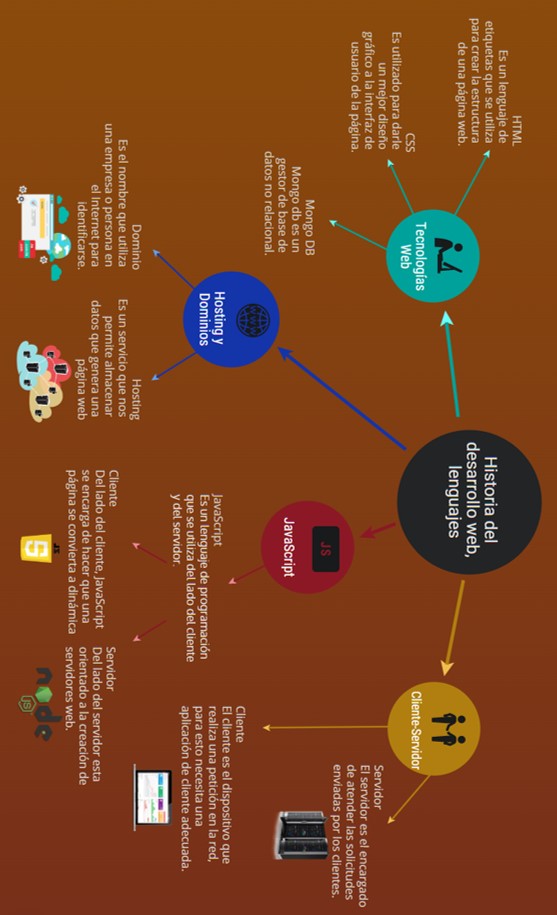 Historia del
desarrollo web,
lenguajes
HTML
Es un lenguaje de
etiquetas que se utiliza
para crear la estructura
de una página web.
Tecnologías
Web
CSS
Es utilizado para darle
un mejor diseño
gráfico a la interfaz de
usuario de la página.
Mongo DB
Mongo db es un
gestor de base de
datos no relacional.
WWW
Hosting y
Dominios
Dominio
Es el nombre que utiliza
una empresa o persona en
el Internet para
identificarse.
Hosting
Es un servicio que nos
permite almacenar
datos que genera una
página web
JS
JavaScript
JavaScript
Es un lenguaje de programación
que se utiliza del lado del cliente
y del servidor.
Cliente
Del lado del cliente, JavaScript
se encarga de hacer que una
página se convierta a dinámica
JS
Servidor
Del lado del servidor esta
orientado a la creación de
servidores web.
node
JS
Cliente-Servidor
Servidor
El servidor es el encargado
de atender las solicitudes
enviadas por los clientes.
Cliente
El cliente es el dispositivo que
realiza una petición en la red,
para esto necesita una
aplicación de cliente adecuada.